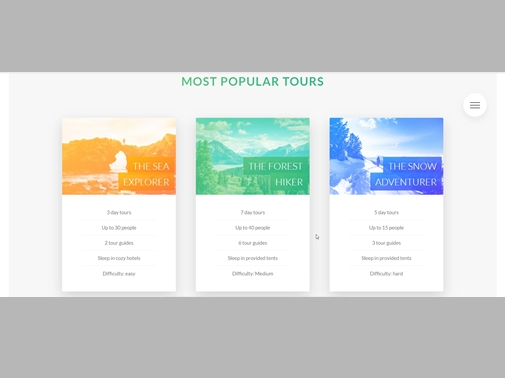 MOST POPULAR TOURS
THE SEA
EXPLORER
3 day tours
Up to 30 people
2 tour guides
Sleep in cozy hotels
Difficulty: easy
THE FOREST
HIKER
7 day tours
Up to 40 people
6 tour guides
Sleep in provided tents
Difficulty: Medium
THE SNOW
ADVENTURER
5 day tours
Up to 15 people
3 tour guides
Sleep in provided tents
Difficulty: hard